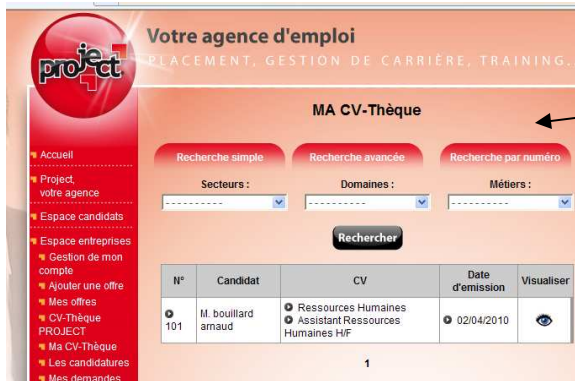 project
Votre agence d'emploi
PLACEMENT, GESTION DE CARRIÈRE, TRAINING.
MA CV-Thèque
Accueil
Project,
votre agence
Espace candidats
Espace entreprises
Gestion de mon
compte
Ajouter une offre
Mes offres
CV-Thèque
PROJECT
Ma CV-Thèque
Les candidatures
Mes demandes
Recherche simple
Recherche avancée
Recherche par numéro
Secteurs :
Domaines :
Métiers :
----------
----------
----------
Rechercher
N°
Candidat
CV
Date
d'emission
Visualiser
101
M. bouillard
arnaud
Ressources Humaines
Assistant Ressources
Humaines H/F
02/04/2010
1